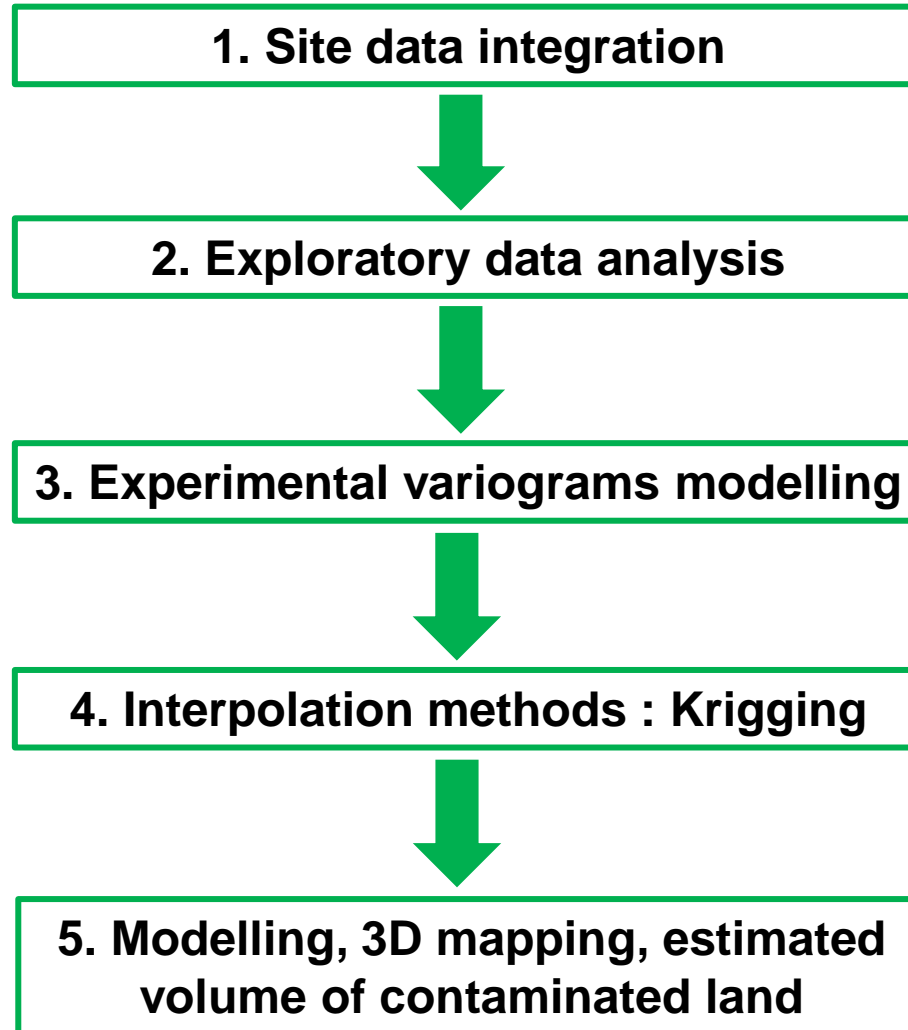 1. Site data integration
2. Exploratory data analysis
3. Experimental variograms modelling
4. Interpolation methods : Krigging
5. Modelling, 3D mapping, estimated
volume of contaminated land